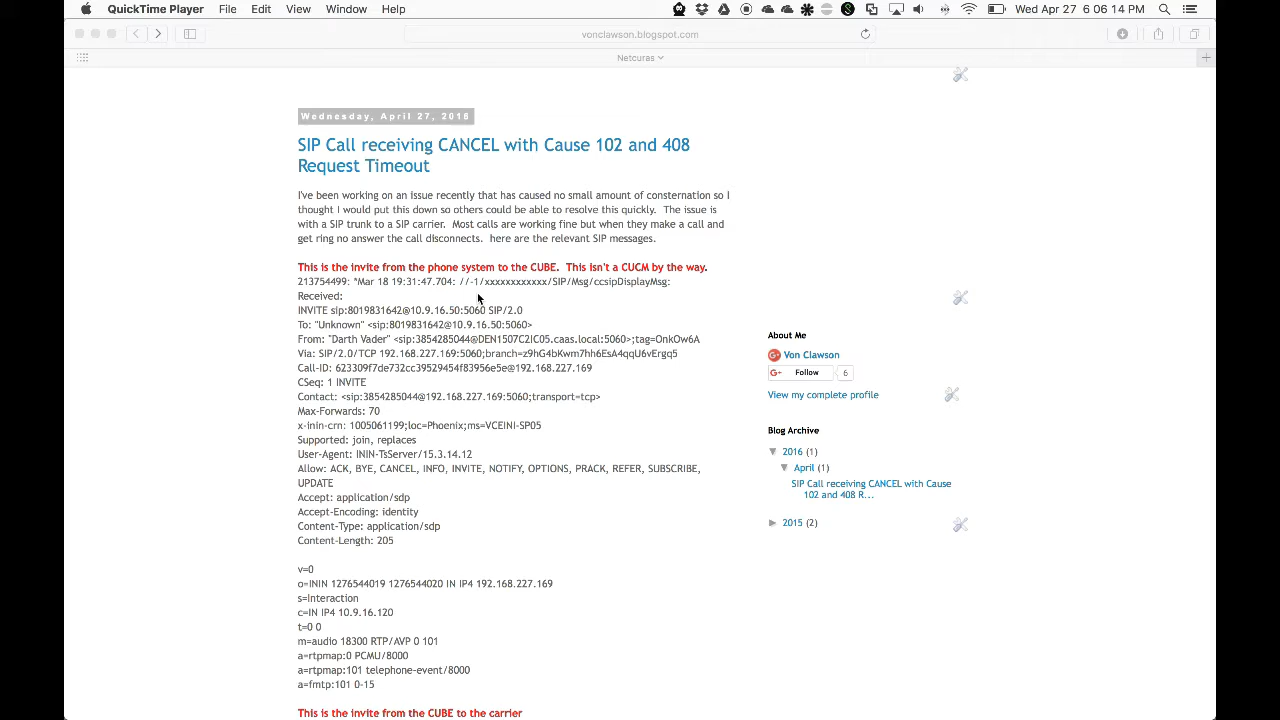 QuickTime Player File Edit View Window Help Wed Apr 27 6:06:14 PM
vonclawson.blogspot.com
Netcuras
Wednesday, April 27, 2016
SIP Call receiving CANCEL with Cause 102 and 408
Request Timeout
I've been working on an issue recently that has caused no small amount of consternation so I
thought I would put this down so others could be able to resolve this quickly. The issue is
with a SIP trunk to a SIP carrier. Most calls are working fine but when they make a call and
get ring no answer the call disconnects. here are the relevant SIP messages.
This is the invite from the phone system to the CUBE. This isn't a CUCM by the way.
213754499: *Mar 18 19:31:47.704: //-1/xxxxxxxxxxxx/SIP/Msg/ccsipDisplayMsg:
Received:
INVITE sip:8019831642@10.9.16.50:5060 SIP/2.0
To: "Unknown" <sip:8019831642@10.9.16.50:5060>
From: "Darth Vader" <sip:3854285044@DEN1507C2IC05.caas.local:5060>;tag=OnkOw6A
Via: SIP/2.0/TCP 192.168.227.169:5060;branch=z9hG4bKwm7hh6EsA4qqU6vErgq5
Call-ID: 623309f7de732cc39529454f83956e5e@192.168.227.169
CSeq: 1 INVITE
Contact: <sip:3854285044@192.168.227.169:5060;transport=tcp>
Max-Forwards: 70
x-inin-crn: 1005061199;loc=Phoenix;ms=VCEINI-SP05
Supported: join, replaces
User-Agent: ININ-TsServer/15.3.14.12
Allow: ACK, BYE, CANCEL, INFO, INVITE, NOTIFY, OPTIONS, PRACK, REFER, SUBSCRIBE,
UPDATE
Accept: application/sdp
Accept-Encoding: identity
Content-Type: application/sdp
Content-Length: 205
v=0
o=ININ 1276544019 1276544020 IN IP4 192.168.227.169
s=Interaction
c=IN IP4 10.9.16.120
t=0 0
m=audio 18300 RTP/AVP 0 101
a=rtpmap:0 PCMU/8000
a=rtpmap:101 telephone-event/8000
a=fmtp:101 0-15
This is the invite from the CUBE to the carrier
About Me
Von Clawson
G+ Follow 6
View my complete profile
Blog Archive
▼ 2016 (1)
▼ April (1)
SIP Call receiving CANCEL with Cause
102 and 408 R...
► 2015 (2)